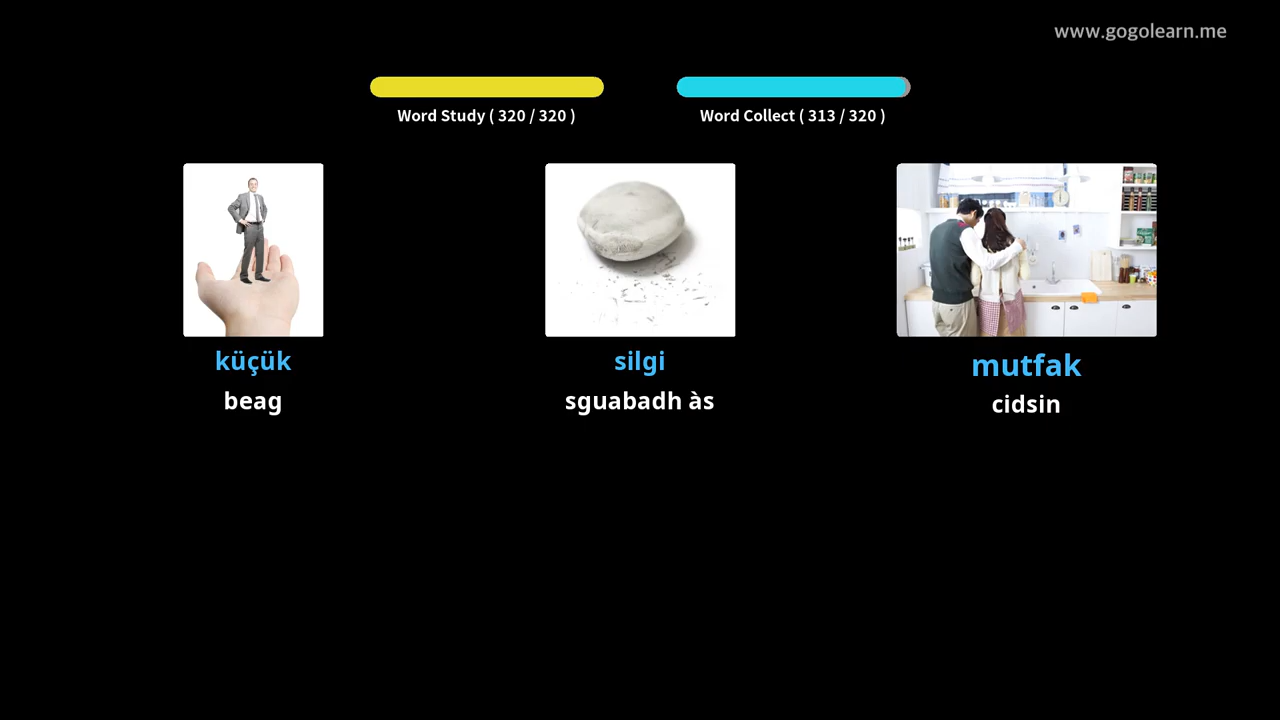 www.gogolearn.me
Word Study ( 320 / 320 )
Word Collect ( 313 / 320 )
küçük
beag
silgi
sguabadh às
mutfak
cidsin